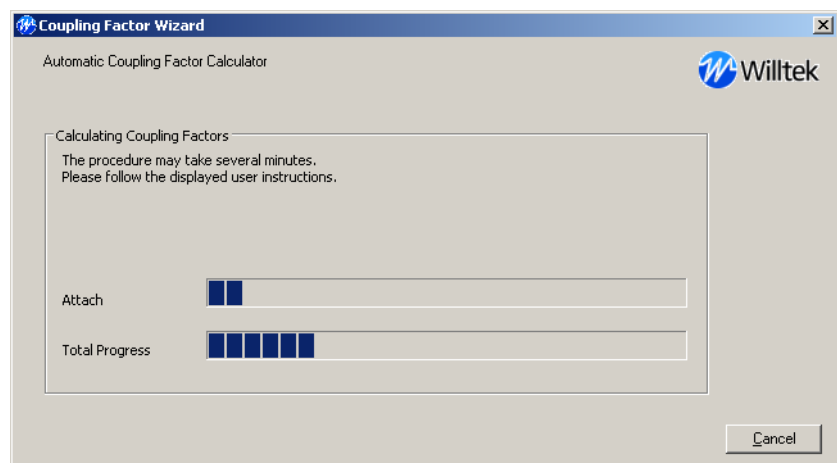 Coupling Factor Wizard
Automatic Coupling Factor Calculator
Willtek
Calculating Coupling Factors
The procedure may take several minutes.
Please follow the displayed user instructions.
Attach
Total Progress
Cancel